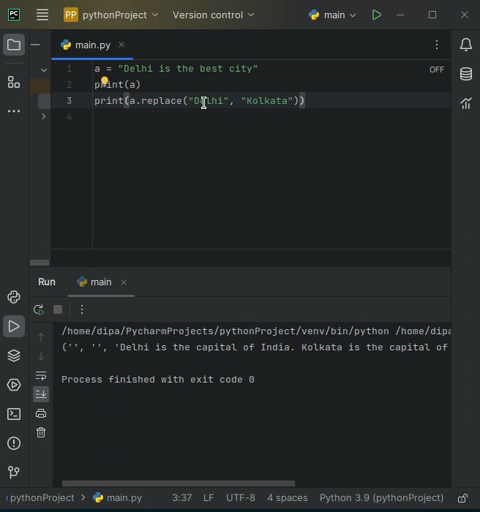 PC
PP pythonProject Version control main
main.py
1 a = "Delhi is the best city" OFF
2 print(a)
3 print(a.replace("Delhi", "Kolkata"))
4
Run main
/home/dipa/PycharmProjects/pythonProject/venv/bin/python /home/dipa
('', '', 'Delhi is the capital of India. Kolkata is the capital of
Process finished with exit code 0
pythonProject main.py 3:37 LF UTF-8 4 spaces Python 3.9 (pythonProject)